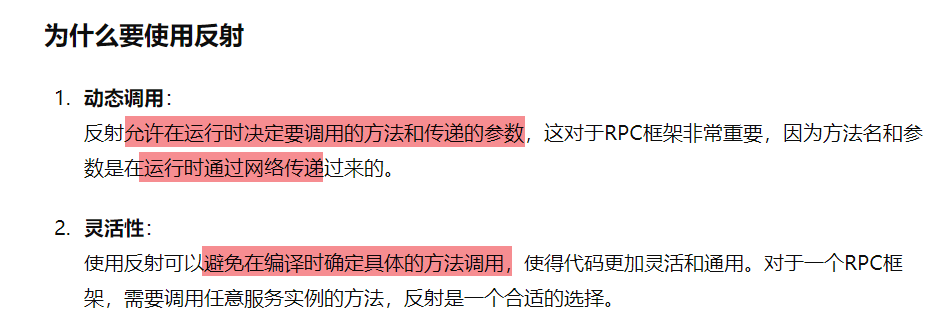 为什么要使用反射
1. 动态调用：
反射允许在运行时决定要调用的方法和传递的参数，这对于RPC框架非常重要，因为方法名和参
数是在运行时通过网络传递过来的。
2. 灵活性：
使用反射可以避免在编译时确定具体的方法调用，使得代码更加灵活和通用。对于一个RPC框
架，需要调用任意服务实例的方法，反射是一个合适的选择。